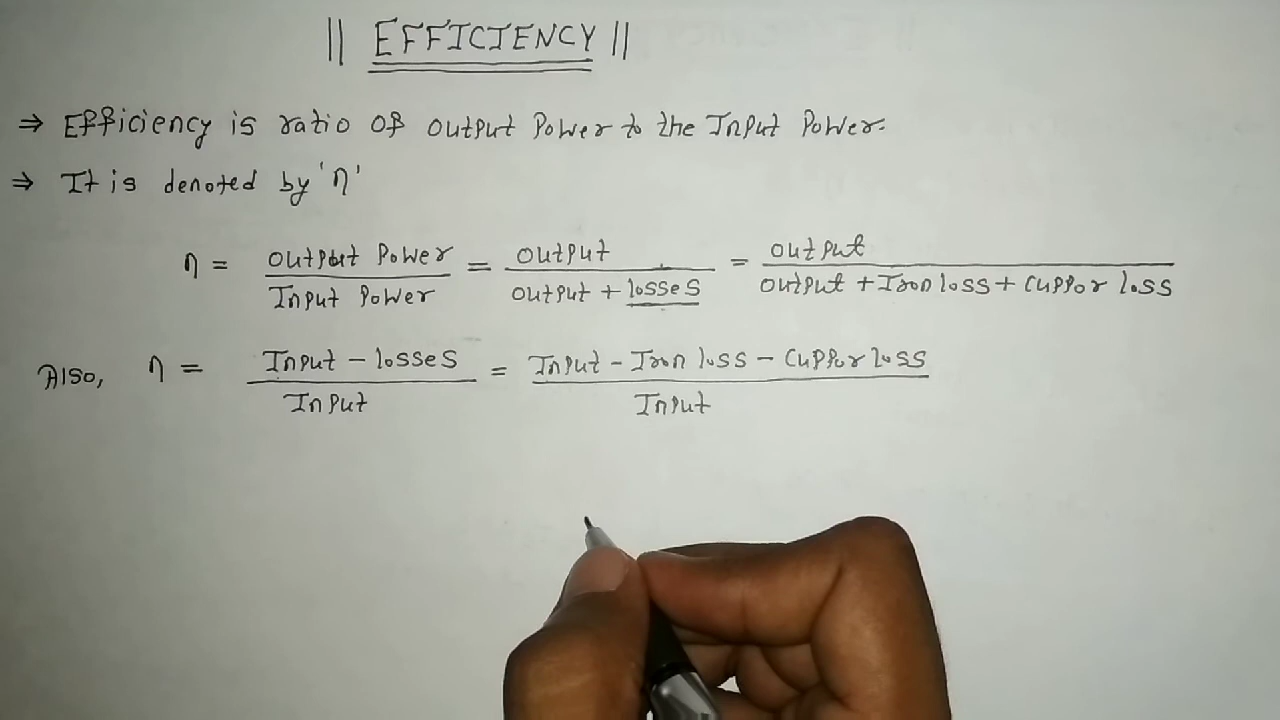 || EFFICIENCY ||
⇒ Efficiency is ratio of output Power to the Input Power.
⇒ It is denoted by 'η'
η = output Power / Input Power = output / output + losses = output / output + Iron loss + Cuppor loss
Also, η = Input - losses / Input = Input - Iron loss - Cuppor loss / Input